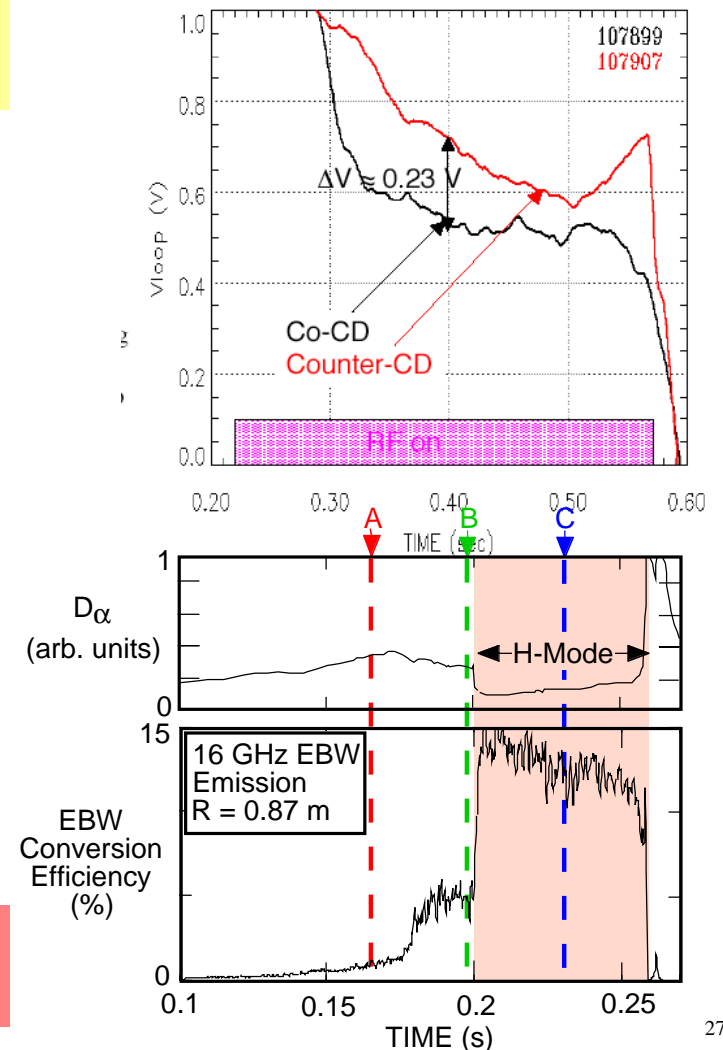 1.0
107899
107907
0.8
ΔV ≈ 0.23 V
0.6
Vloop (V)
0.4
Co-CD
Counter-CD
g
0.2
RF on
0.0
0.20 0.30 0.40 0.50 0.60
A B C
TIME (sec)
1
Dα
(arb. units)
H-Mode
0
15
16 GHz EBW
Emission
R = 0.87 m
EBW
Conversion
Efficiency
(%)
0
0.1 0.15 0.2 0.25
TIME (s)
27